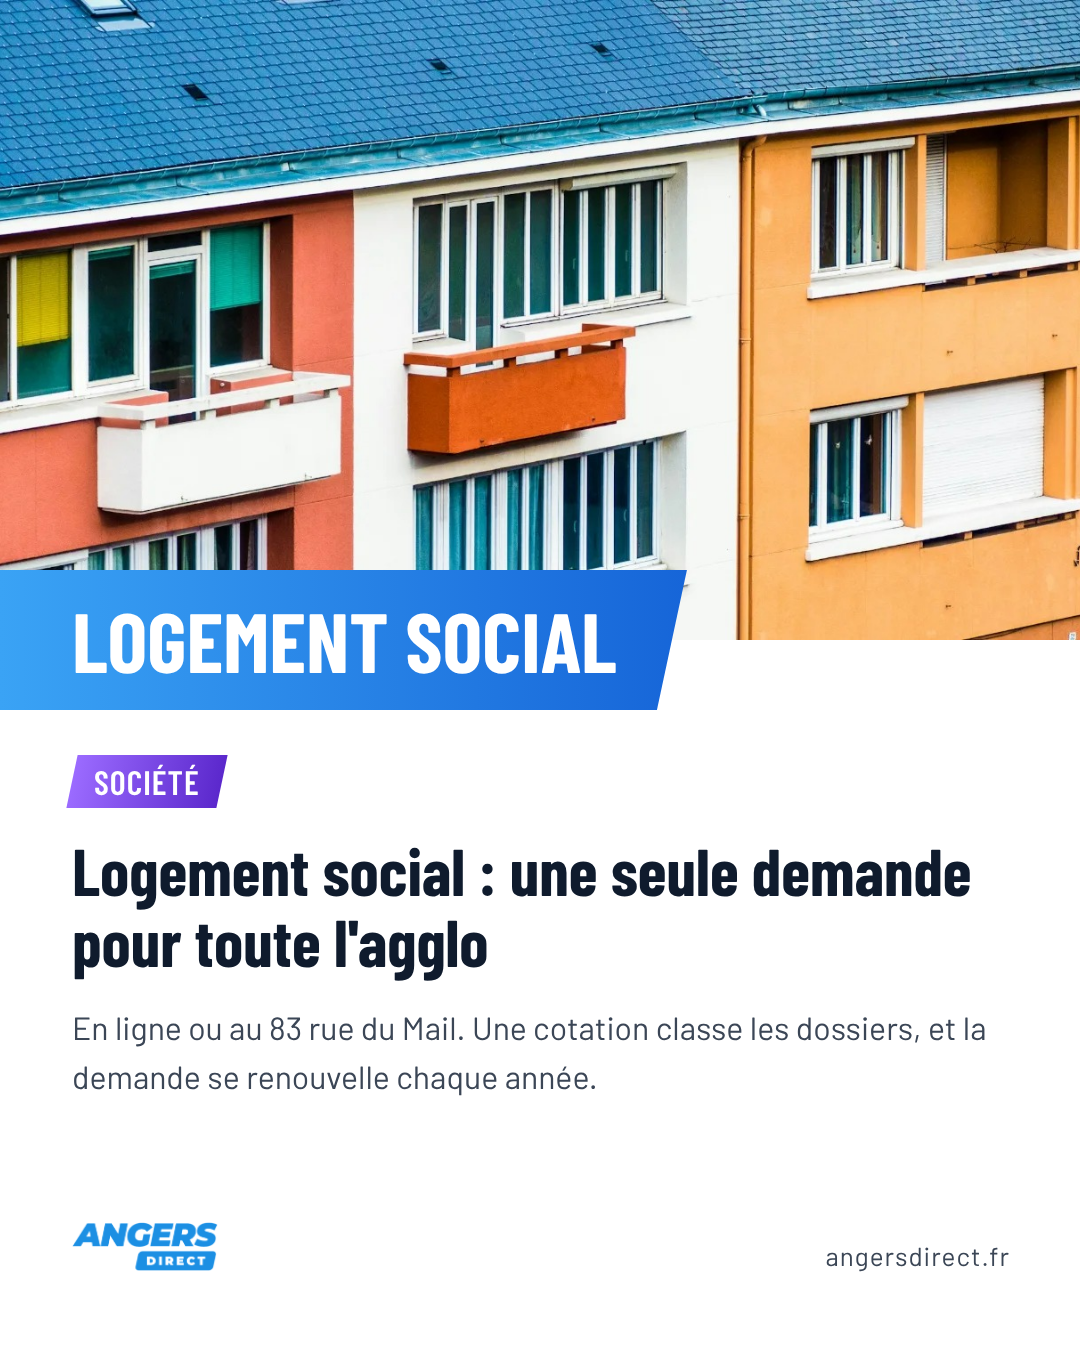 LOGEMENT SOCIAL
SOCIÉTÉ
Logement social : une seule demande
pour toute l'agglo
En ligne ou au 83 rue du Mail. Une cotation classe les dossiers, et la
demande se renouvelle chaque année.
ANGERS
DIRECT
angersdirect.fr